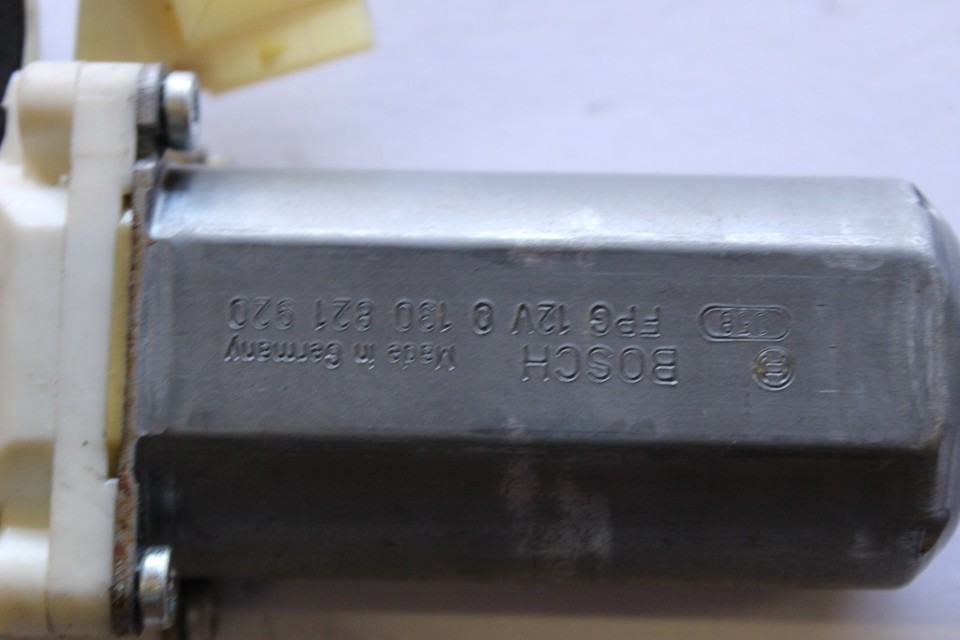 BOSCH Made in Germany
FPG 12V 0 130 821 920